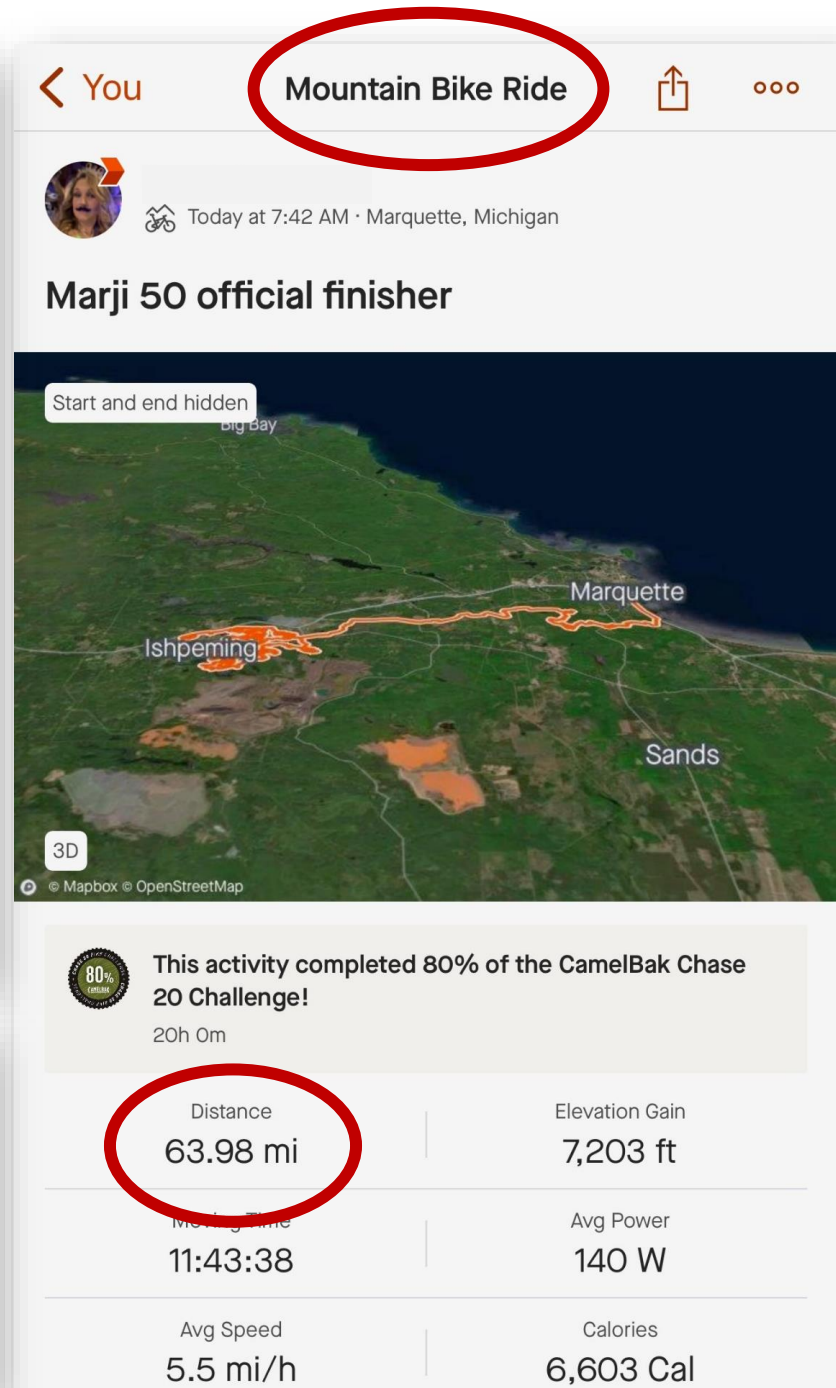 You
Mountain Bike Ride
Today at 7:42 AM · Marquette, Michigan
Marji 50 official finisher
Start and end hidden
Big Bay
Marquette
Ishpeming
Sands
3D
© Mapbox © OpenStreetMap
80%
CAMELBAK
This activity completed 80% of the CamelBak Chase
20 Challenge!
20h 0m
Distance
63.98 mi
Elevation Gain
7,203 ft
Moving Time
11:43:38
Avg Power
140 W
Avg Speed
5.5 mi/h
Calories
6,603 Cal